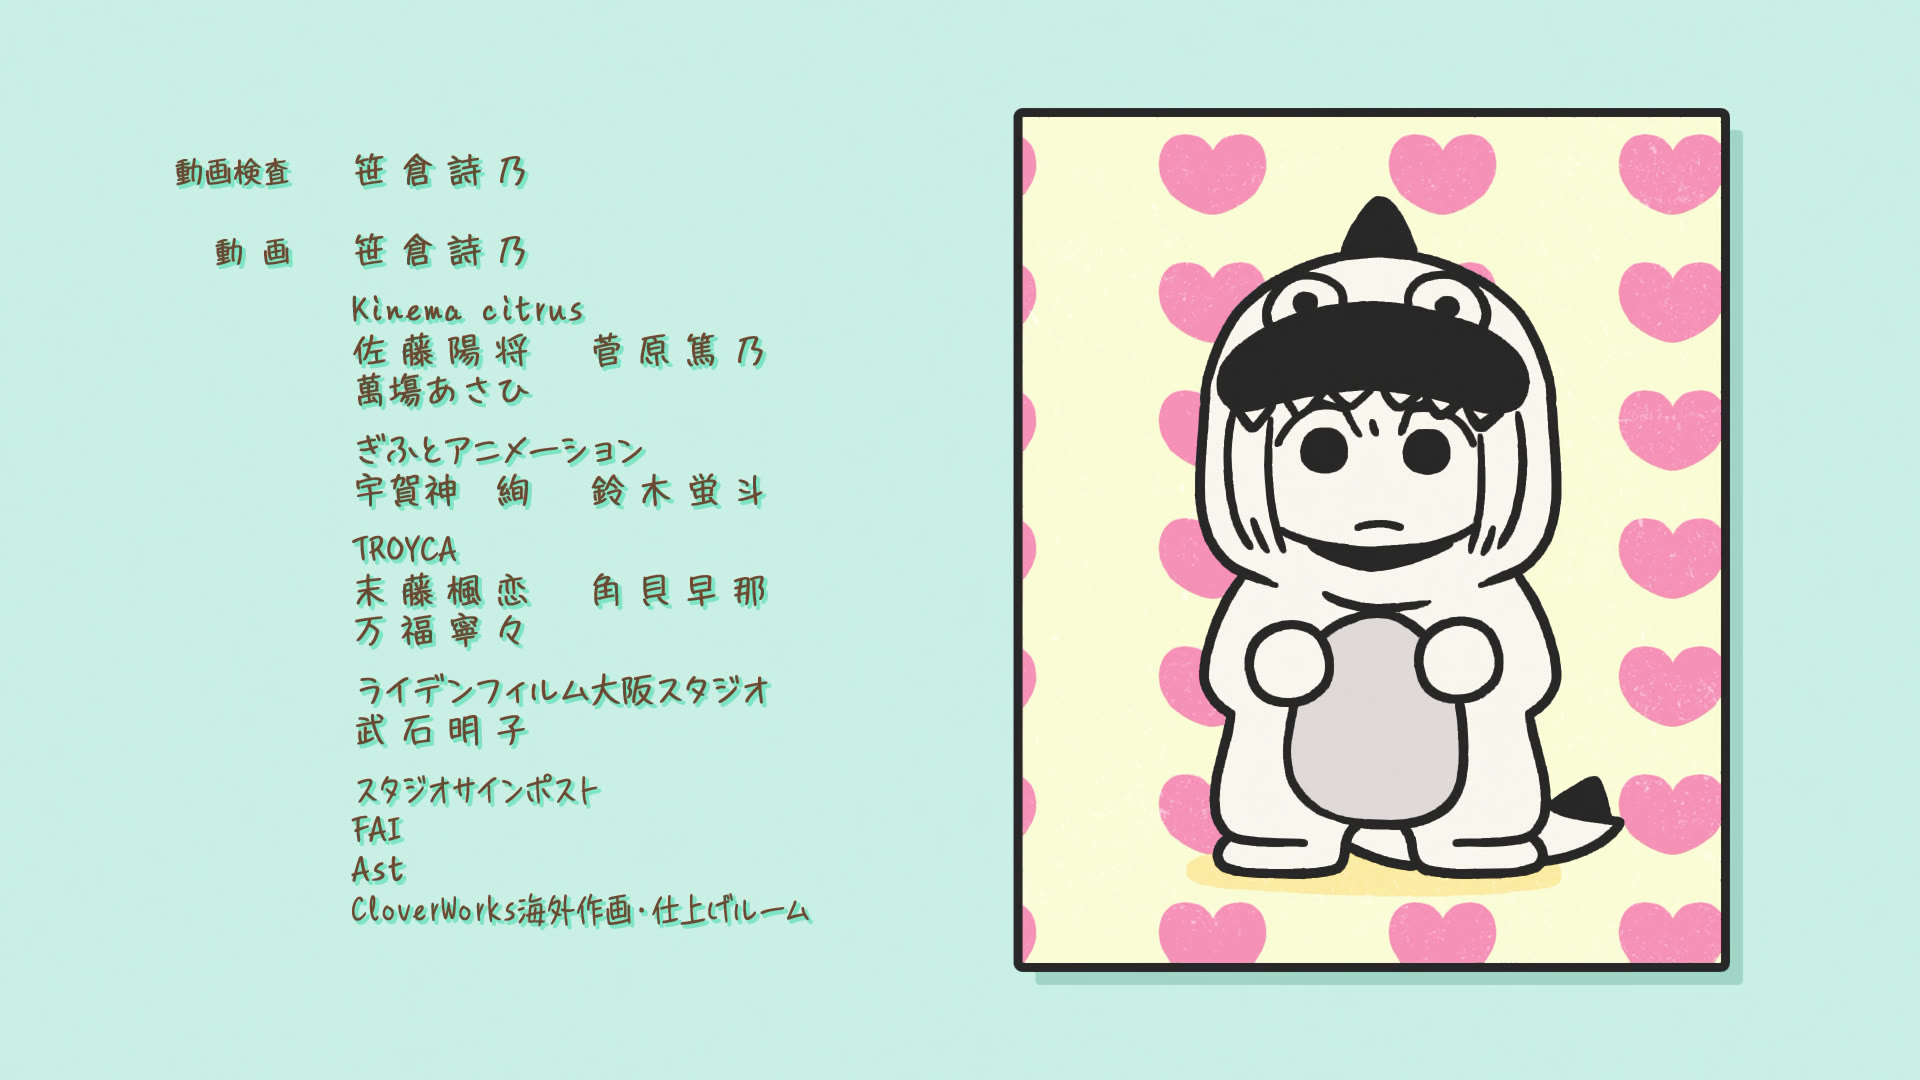 動画検査 笹倉詩乃
動画 笹倉詩乃
Kinema citrus
佐藤陽将 菅原篤乃
萬塲あさひ
ぎふとアニメーション
宇賀神 絢 鈴木蛍斗
TROYCA
末藤楓恋 角貝早那
万福寧々
ライデンフィルム大阪スタジオ
武石明子
スタジオサインポスト
FAI
Ast
CloverWorks海外作画・仕上げルーム